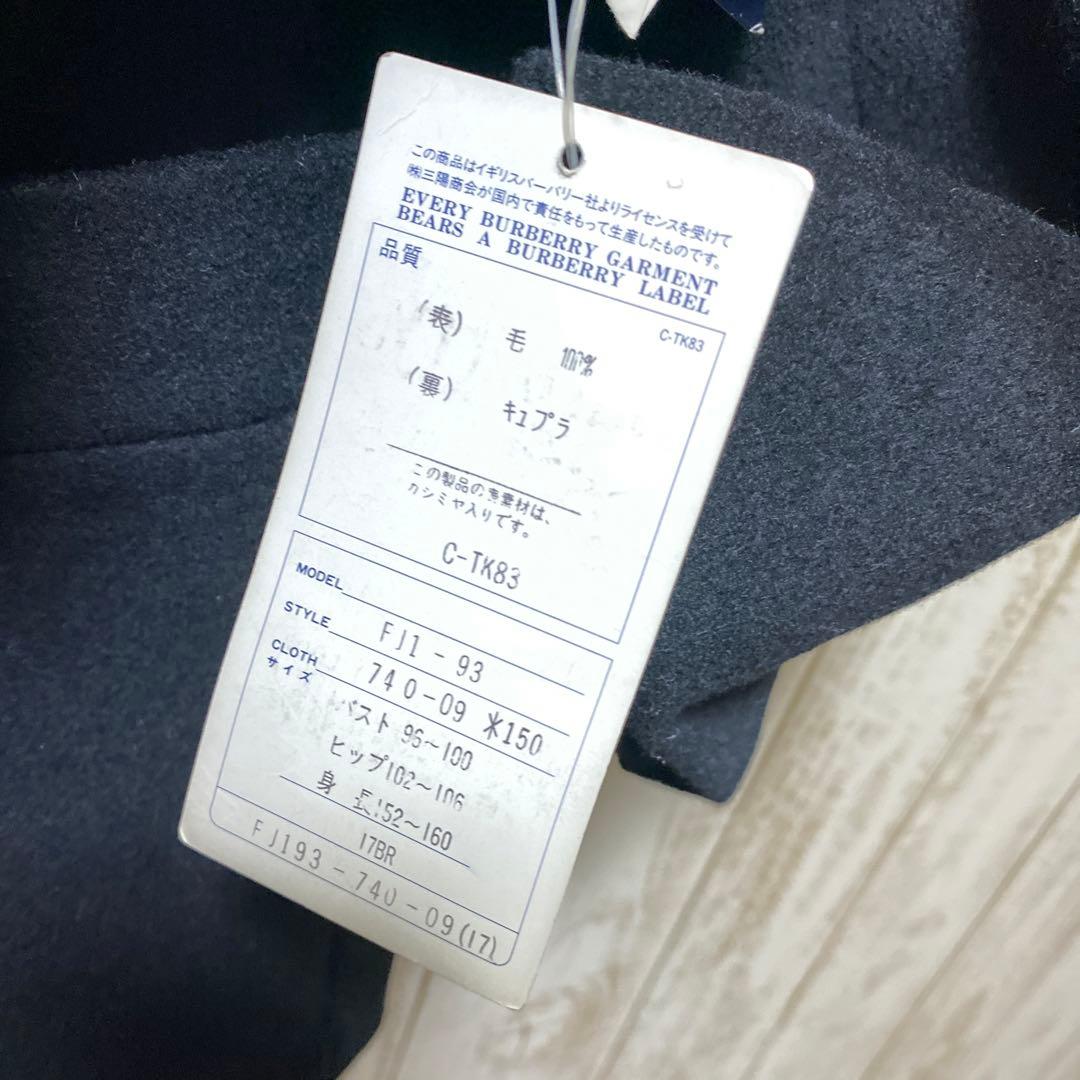 この商品はイギリスバーバリー社よりライセンスを受けて
㈱三陽商会が国内で責任をもって生産したものです。
EVERY BURBERRY GARMENT
BEARS A BURBERRY LABEL
品質
C-TK83
(表) 毛 100%
(裏) キュプラ
この製品の表素材は、
カシミヤ入りです。
C-TK83
MODEL
STYLE FJ1-93
CLOTH 740-09 *150
サイズ バスト 96~100
ヒップ102~106
身 長152~160
17BR
FJ193-740-09(17)